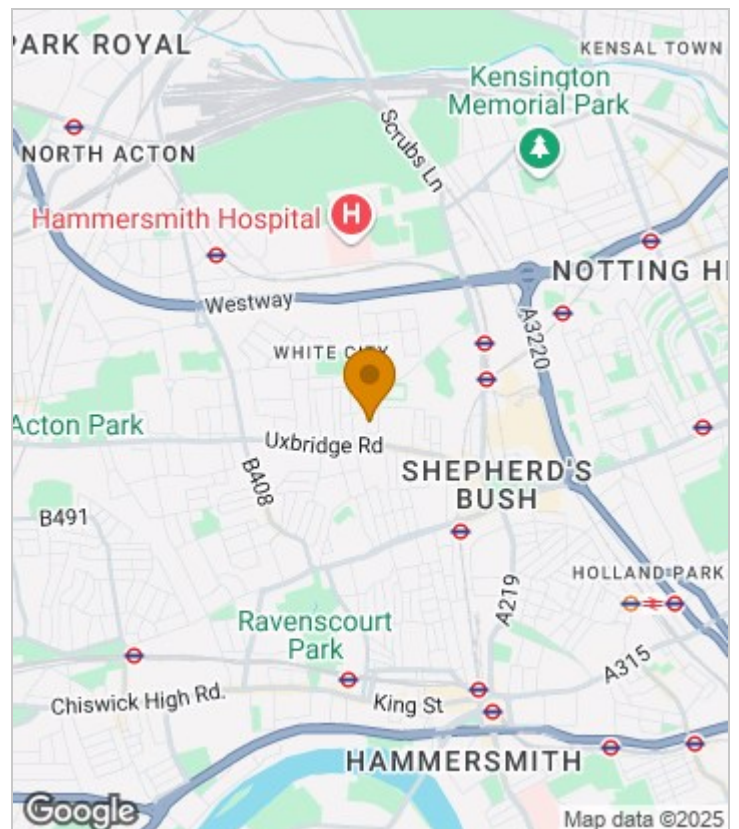 PARK ROYAL
KENSAL TOWN
Kensington
Memorial Park
Scrubs Ln
NORTH ACTON
Hammersmith Hospital
H
NOTTING HI
Westway
A3220
WHITE CITY
Acton Park
Uxbridge Rd
SHEPHERD'S
BUSH
B408
B491
HOLLAND PARK
A219
Ravenscourt
Park
A315
Chiswick High Rd.
King St
HAMMERSMITH
Google
Map data ©2025